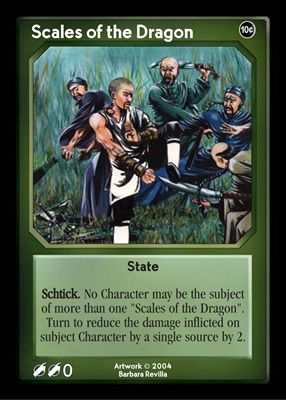 Scales of the Dragon
10¢
State
Schtick. No Character may be the subject
of more than one "Scales of the Dragon".
Turn to reduce the damage inflicted on
subject Character by a single source by 2.
0
Artwork © 2004
Barbara Revilla